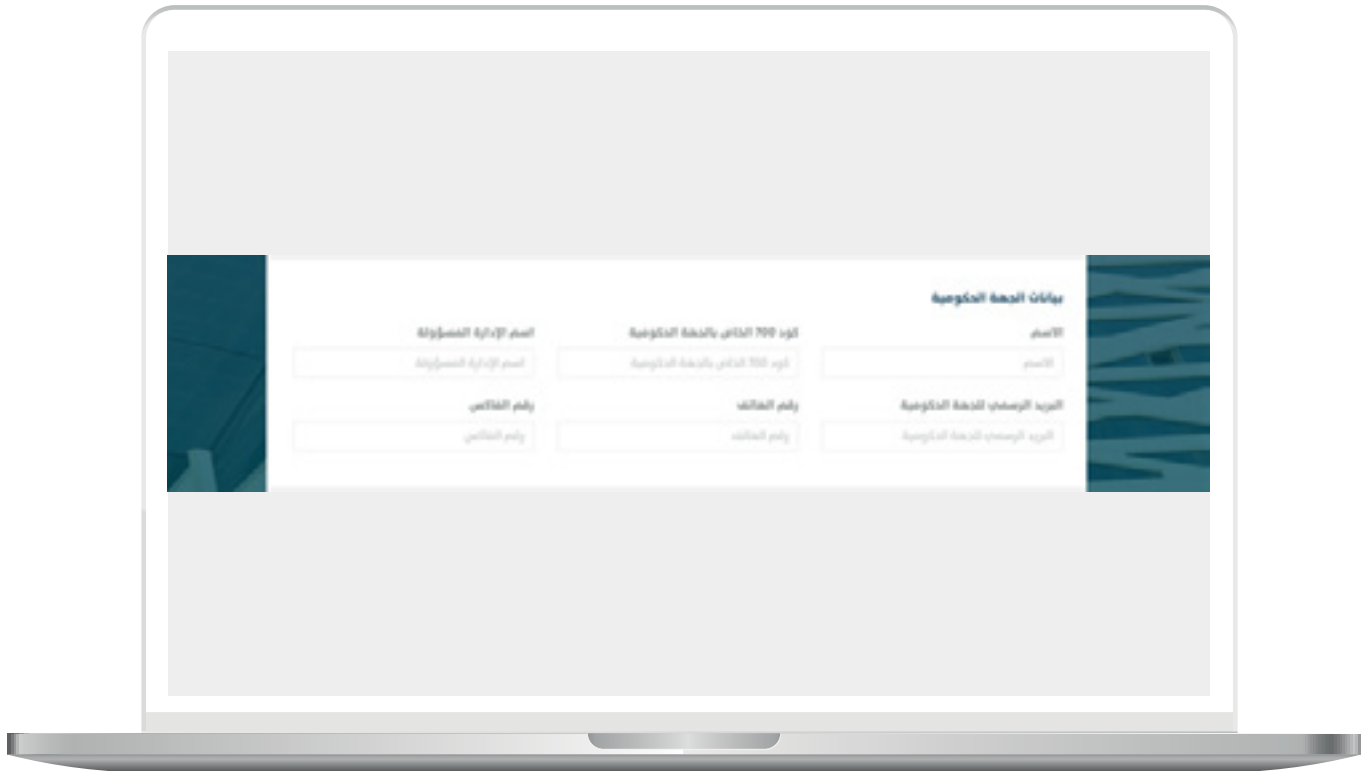 بيانات الجهة الحكومية
الاسم
كود 700 الخاص بالجهة الحكومية
اسم الإدارة المسؤولة
الاسم
كود 700 الخاص بالجهة الحكومية
اسم الإدارة المسؤولة
البريد الرسمي للجهة الحكومية
رقم الهاتف
رقم الفاكس
البريد الرسمي للجهة الحكومية
رقم الهاتف
رقم الفاكس